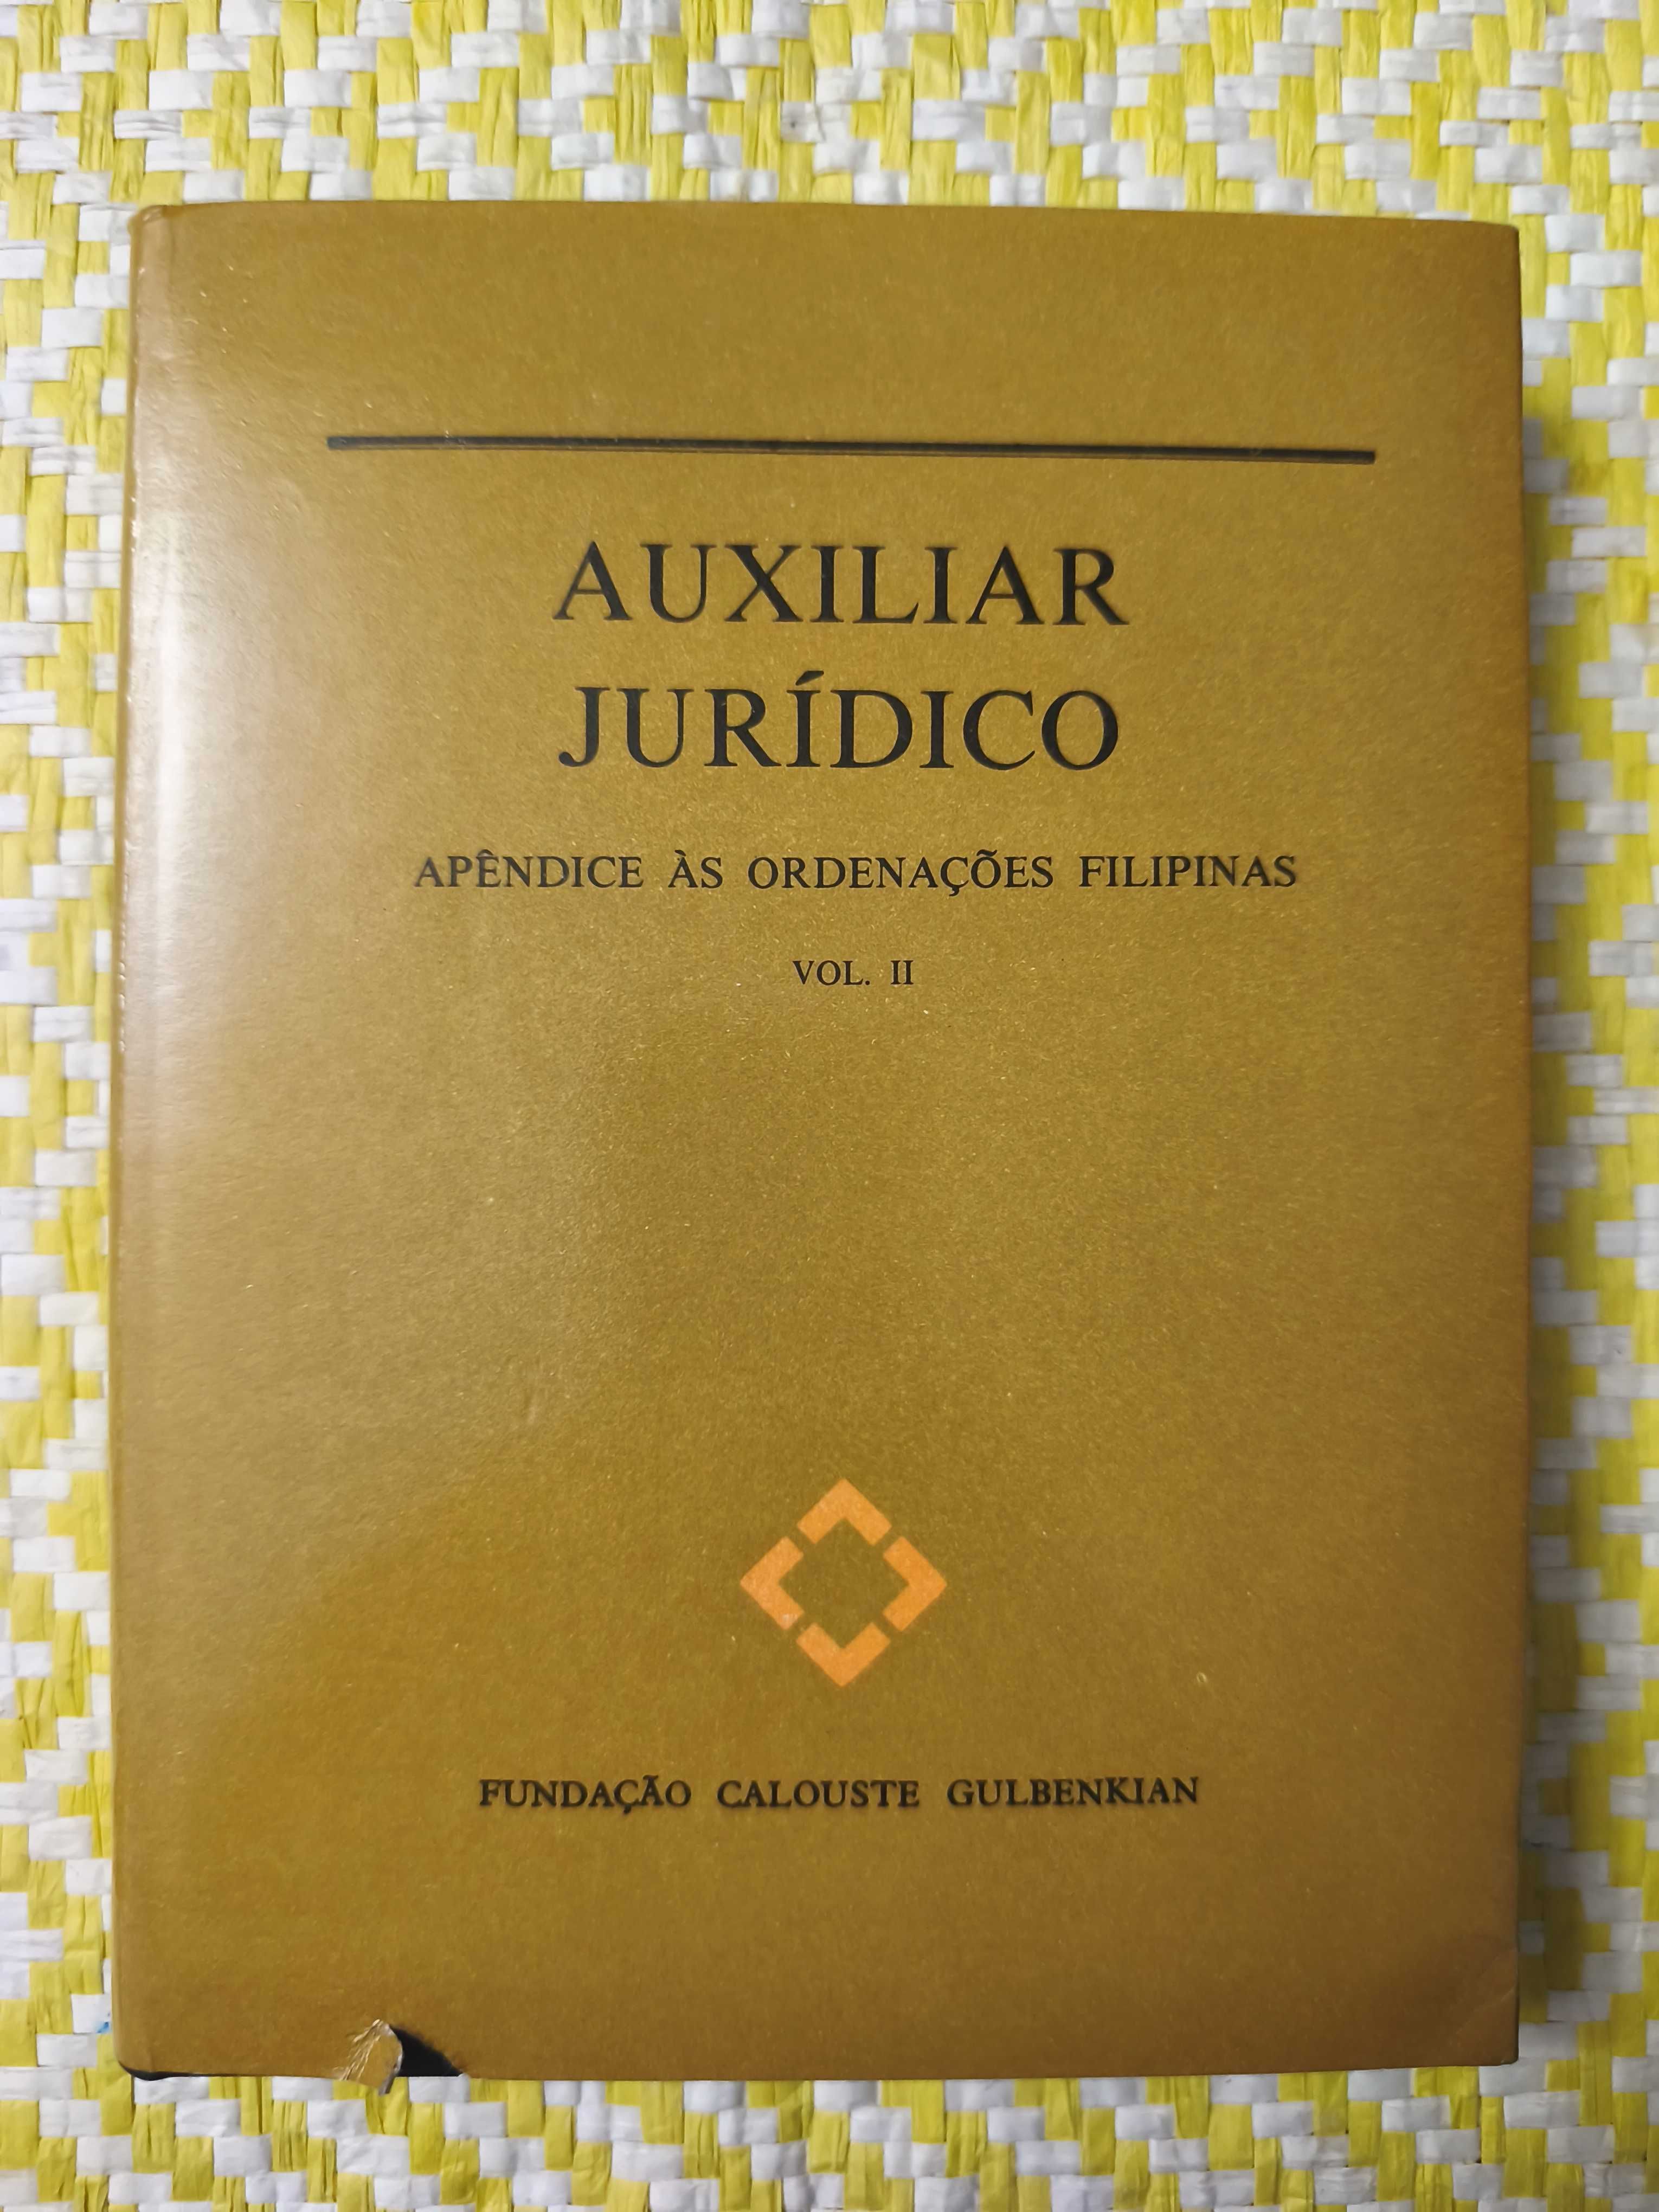 AUXILIAR
JURÍDICO
APÊNDICE ÀS ORDENAÇÕES FILIPINAS
VOL. II
FUNDAÇÃO CALOUSTE GULBENKIAN